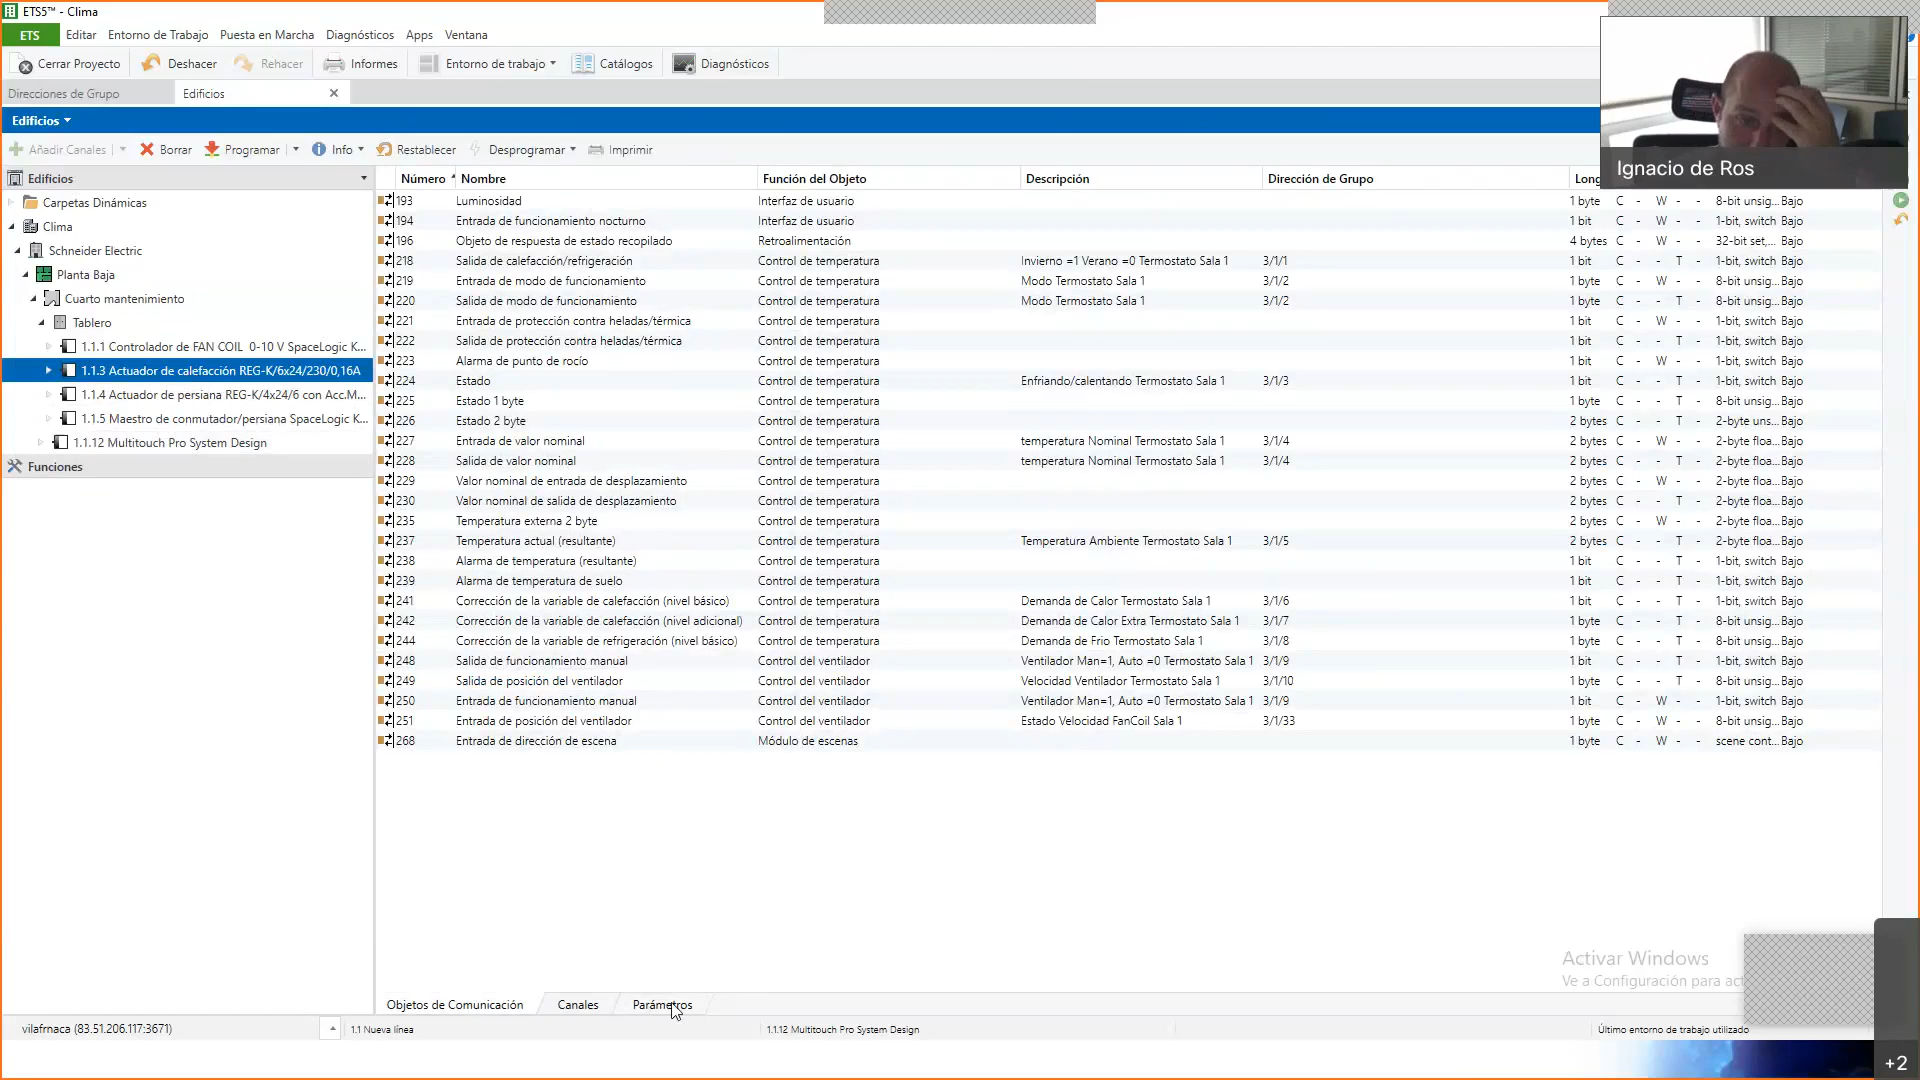 ETS5™ - Clima
ETS Editar Entorno de Trabajo Puesta en Marcha Diagnósticos Apps Ventana
Cerrar Proyecto Deshacer Rehacer Informes Entorno de trabajo Catálogos Diagnósticos
Direcciones de Grupo Edificios
Edificios
Añadir Canales Borrar Programar Info Restablecer Desprogramar Imprimir
Ignacio de Ros
Edificios
Carpetas Dinámicas
Clima
Schneider Electric
Planta Baja
Cuarto mantenimiento
Tablero
1.1.1 Controlador de FAN COIL 0-10 V SpaceLogic K...
1.1.3 Actuador de calefacción REG-K/6x24/230/0,16A
1.1.4 Actuador de persiana REG-K/4x24/6 con Acc.M...
1.1.5 Maestro de conmutador/persiana SpaceLogic K...
1.1.12 Multitouch Pro System Design
Funciones
Número Nombre Función del Objeto Descripción Dirección de Grupo Long
193 Luminosidad Interfaz de usuario 1 byte C - W - - 8-bit unsig... Bajo
194 Entrada de funcionamiento nocturno Interfaz de usuario 1 bit C - W - - 1-bit, switch Bajo
196 Objeto de respuesta de estado recopilado Retroalimentación 4 bytes C - W - - 32-bit set,... Bajo
218 Salida de calefacción/refrigeración Control de temperatura Invierno =1 Verano =0 Termostato Sala 1 3/1/1 1 bit C - - T - 1-bit, switch Bajo
219 Entrada de modo de funcionamiento Control de temperatura Modo Termostato Sala 1 3/1/2 1 byte C - W - - 8-bit unsig... Bajo
220 Salida de modo de funcionamiento Control de temperatura Modo Termostato Sala 1 3/1/2 1 byte C - - T - 8-bit unsig... Bajo
221 Entrada de protección contra heladas/térmica Control de temperatura 1 bit C - W - - 1-bit, switch Bajo
222 Salida de protección contra heladas/térmica Control de temperatura 1 bit C - - T - 1-bit, switch Bajo
223 Alarma de punto de rocío Control de temperatura 1 bit C - W - - 1-bit, switch Bajo
224 Estado Control de temperatura Enfriando/calentando Termostato Sala 1 3/1/3 1 bit C - - T - 1-bit, switch Bajo
225 Estado 1 byte Control de temperatura 1 byte C - - T - 8-bit unsig... Bajo
226 Estado 2 byte Control de temperatura 2 bytes C - - T - 2-byte uns... Bajo
227 Entrada de valor nominal Control de temperatura temperatura Nominal Termostato Sala 1 3/1/4 2 bytes C - W - - 2-byte floa... Bajo
228 Salida de valor nominal Control de temperatura temperatura Nominal Termostato Sala 1 3/1/4 2 bytes C - - T - 2-byte floa... Bajo
229 Valor nominal de entrada de desplazamiento Control de temperatura 2 bytes C - W - - 2-byte floa... Bajo
230 Valor nominal de salida de desplazamiento Control de temperatura 2 bytes C - - T - 2-byte floa... Bajo
235 Temperatura externa 2 byte Control de temperatura 2 bytes C - W - - 2-byte floa... Bajo
237 Temperatura actual (resultante) Control de temperatura Temperatura Ambiente Termostato Sala 1 3/1/5 2 bytes C - - T - 2-byte floa... Bajo
238 Alarma de temperatura (resultante) Control de temperatura 1 bit C - - T - 1-bit, switch Bajo
239 Alarma de temperatura de suelo Control de temperatura 1 bit C - - T - 1-bit, switch Bajo
241 Corrección de la variable de calefacción (nivel básico) Control de temperatura Demanda de Calor Termostato Sala 1 3/1/6 1 bit C - - T - 1-bit, switch Bajo
242 Corrección de la variable de calefacción (nivel adicional) Control de temperatura Demanda de Calor Extra Termostato Sala 1 3/1/7 1 byte C - - T - 8-bit unsig... Bajo
244 Corrección de la variable de refrigeración (nivel básico) Control de temperatura Demanda de Frio Termostato Sala 1 3/1/8 1 byte C - - T - 8-bit unsig... Bajo
248 Salida de funcionamiento manual Control del ventilador Ventilador Man=1, Auto =0 Termostato Sala 1 3/1/9 1 bit C - - T - 1-bit, switch Bajo
249 Salida de posición del ventilador Control del ventilador Velocidad Ventilador Termostato Sala 1 3/1/10 1 byte C - - T - 8-bit unsig... Bajo
250 Entrada de funcionamiento manual Control del ventilador Ventilador Man=1, Auto =0 Termostato Sala 1 3/1/9 1 bit C - W - - 1-bit, switch Bajo
251 Entrada de posición del ventilador Control del ventilador Estado Velocidad FanCoil Sala 1 3/1/33 1 byte C - W - - 8-bit unsig... Bajo
268 Entrada de dirección de escena Módulo de escenas 1 byte C - W - - scene cont... Bajo
Activar Windows
Ve a Configuración para act
Objetos de Comunicación Canales Parámetros
vilafrnaca (83.51.206.117:3671) 1.1 Nueva línea 1.1.12 Multitouch Pro System Design Último entorno de trabajo utilizado
+2